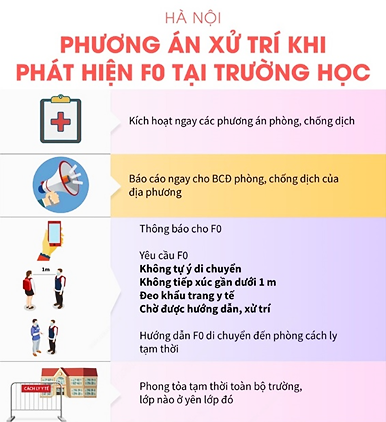 HÀ NỘI
PHƯƠNG ÁN XỬ TRÍ KHI
PHÁT HIỆN F0 TẠI TRƯỜNG HỌC
Kích hoạt ngay các phương án phòng, chống dịch
Báo cáo ngay cho BCĐ phòng, chống dịch của
địa phương
Thông báo cho F0
1m
Yêu cầu F0
Không tự ý di chuyển
Không tiếp xúc gần dưới 1 m
Đeo khẩu trang y tế
Chờ được hướng dẫn, xử trí
Hướng dẫn F0 di chuyển đến phòng cách ly
tạm thời
CÁCH LY Y TẾ
Phong tỏa tạm thời toàn bộ trường,
lớp nào ở yên lớp đó